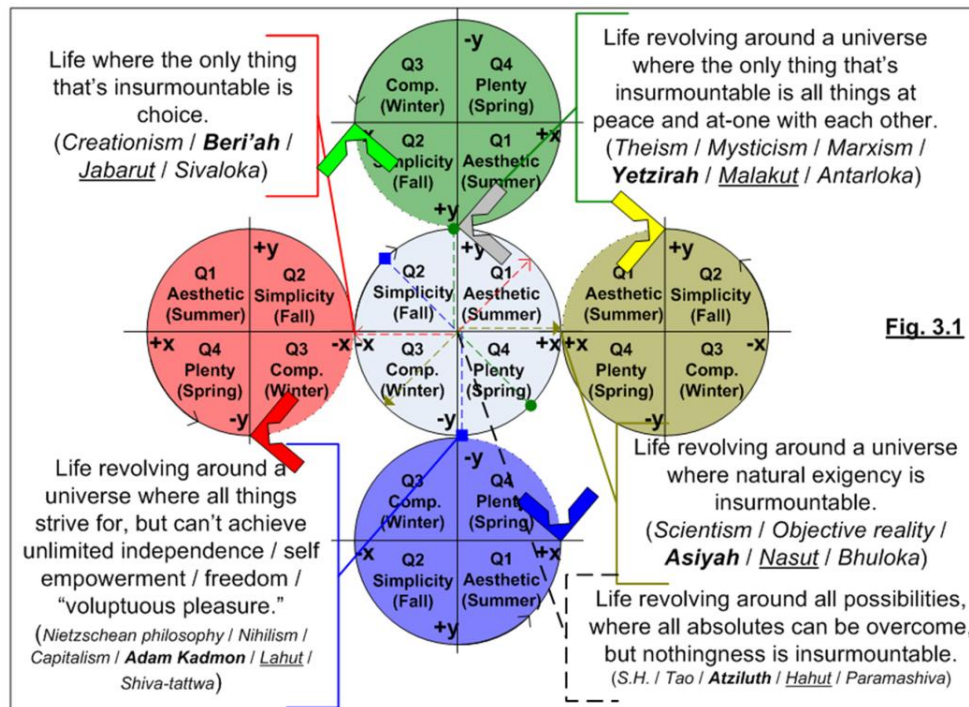 Life where the only thing
that's insurmountable is
choice.
(Creationism / Beri'ah /
Jabarut / Sivaloka)
-y
Q3
Comp.
(Winter)
Q4
Plenty
(Spring)
-x
+x
Q2
Simplicity
(Fall)
Q1
Aesthetic
(Summer)
+y
Life revolving around a universe
where the only thing that's
insurmountable is all things at
peace and at-one with each other.
(Theism / Mysticism / Marxism /
Yetzirah / Malakut / Antarloka)
+y
Q1
Aesthetic
(Summer)
Q2
Simplicity
(Fall)
+x
-x
Q4
Plenty
(Spring)
Q3
Comp.
(Winter)
-y
+y
Q2
Simplicity
(Fall)
Q1
Aesthetic
(Summer)
-x
+x
Q3
Comp.
(Winter)
Q4
Plenty
(Spring)
-y
+y
Q1
Aesthetic
(Summer)
Q2
Simplicity
(Fall)
+x
-x
Q4
Plenty
(Spring)
Q3
Comp.
(Winter)
-y
Fig. 3.1
Life revolving around a
universe where all things
strive for, but can't achieve
unlimited independence / self
empowerment / freedom /
"voluptuous pleasure."
(Nietzschean philosophy / Nihilism /
Capitalism / Adam Kadmon / Lahut /
Shiva-tattwa)
-y
Q3
Comp.
(Winter)
Q4
Plenty
(Spring)
-x
+x
Q2
Simplicity
(Fall)
Q1
Aesthetic
(Summer)
+y
Life revolving around a universe
where natural exigency is
insurmountable.
(Scientism / Objective reality /
Asiyah / Nasut / Bhuloka)
Life revolving around all possibilities,
where all absolutes can be overcome,
but nothingness is insurmountable.
(S.H. / Tao / Atziluth / Hahut / Paramashiva)